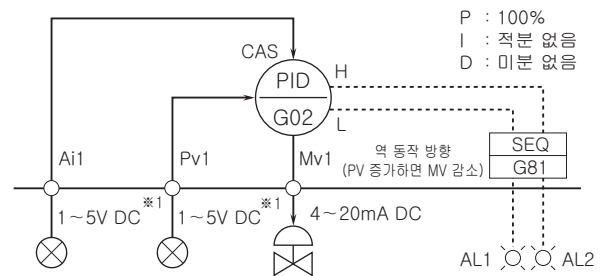 P : 100%
I : 적분 없음
D : 미분 없음
CAS
PID
G02
H
L
SEQ
G81
역 동작 방향
(PV 증가하면 MV 감소)
Ai1
Pv1
Mv1
※1
※1
1~5V DC
1~5V DC
4~20mA DC
AL1
AL2